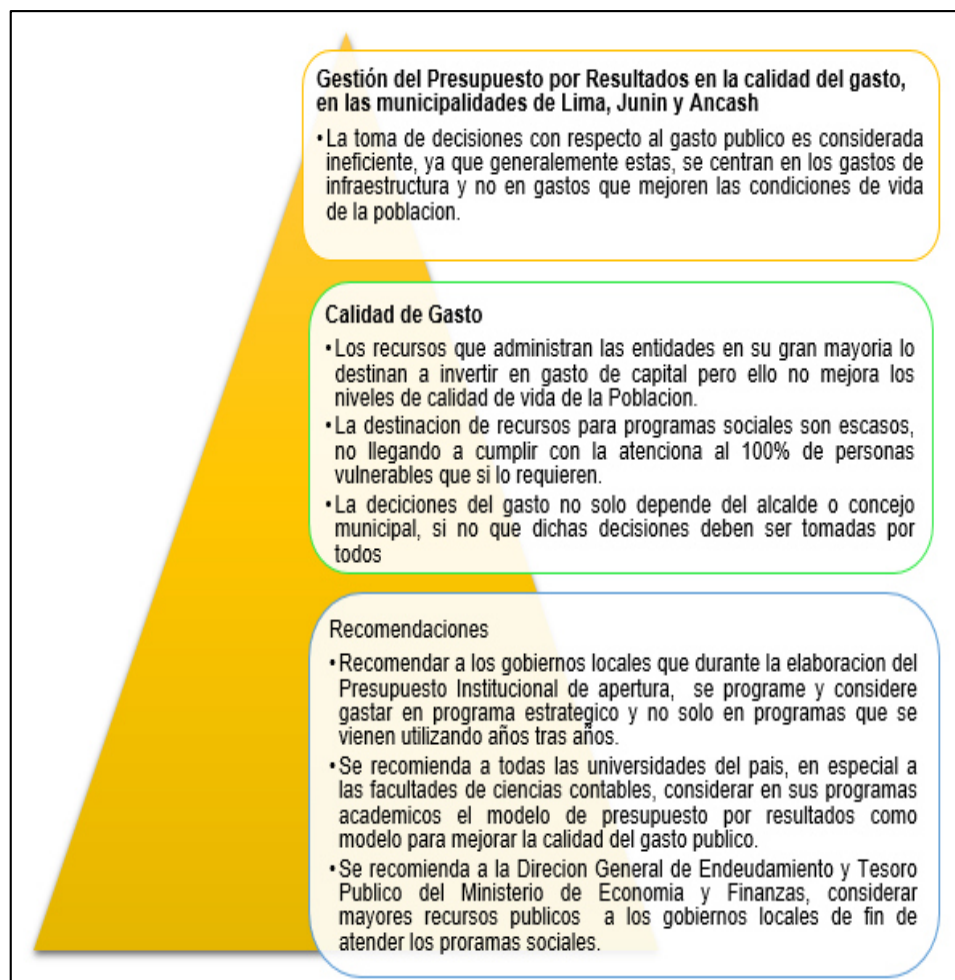 Gestión del Presupuesto por Resultados en la calidad del gasto,
en las municipalidades de Lima, Junin y Ancash
•La toma de decisiones con respecto al gasto publico es considerada
ineficiente, ya que generalemente estas, se centran en los gastos de
infraestructura y no en gastos que mejoren las condiciones de vida
de la poblacion.
Calidad de Gasto
•Los recursos que administran las entidades en su gran mayoria lo
destinan a invertir en gasto de capital pero ello no mejora los
niveles de calidad de vida de la Poblacion.
•La destinacion de recursos para programas sociales son escasos,
no llegando a cumplir con la atenciona al 100% de personas
vulnerables que si lo requieren.
•La deciciones del gasto no solo depende del alcalde o concejo
municipal, si no que dichas decisiones deben ser tomadas por
todos
Recomendaciones
•Recomendar a los gobiernos locales que durante la elaboracion del
Presupuesto Institucional de apertura, se programe y considere
gastar en programa estrategico y no solo en programas que se
vienen utilizando años tras años.
•Se recomienda a todas las universidades del pais, en especial a
las facultades de ciencias contables, considerar en sus programas
academicos el modelo de presupuesto por resultados como
modelo para mejorar la calidad del gasto publico.
•Se recomienda a la Direcion General de Endeudamiento y Tesoro
Publico del Ministerio de Economia y Finanzas, considerar
mayores recursos publicos a los gobiernos locales de fin de
atender los proramas sociales.